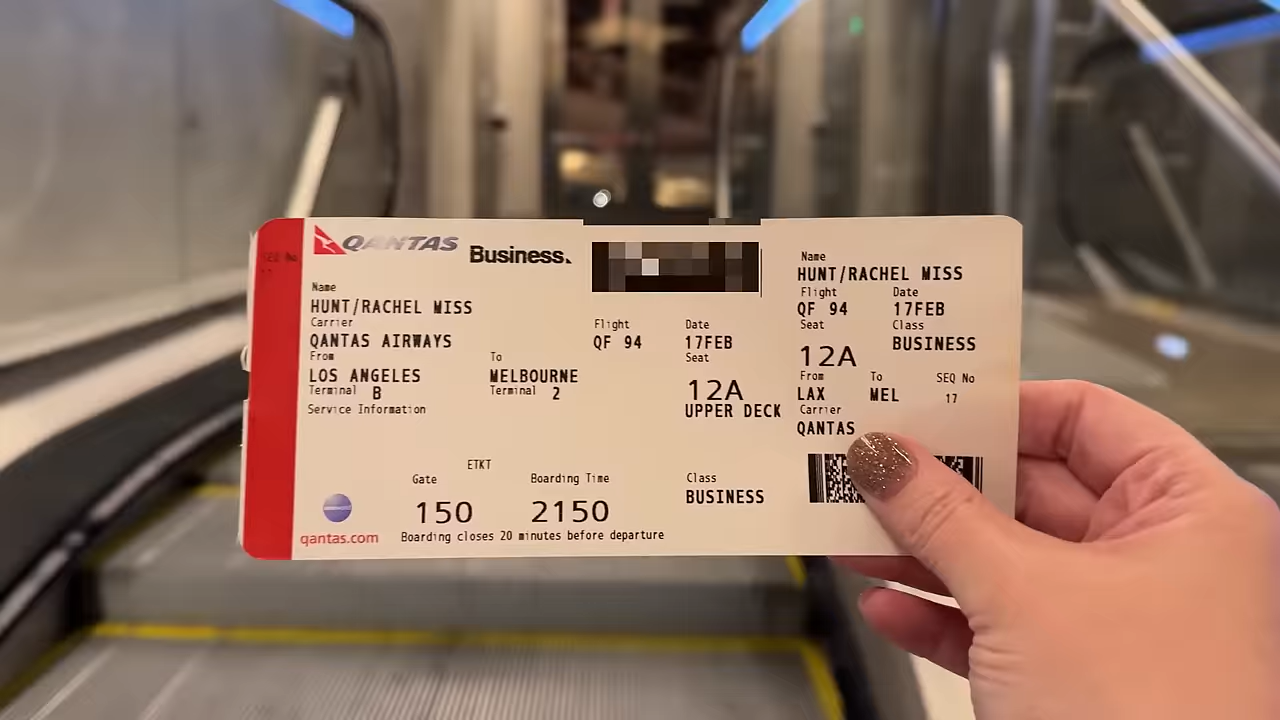 SEQ No
QANTAS Business.
Name
HUNT/RACHEL MISS
Carrier
QANTAS AIRWAYS
From To
LOS ANGELES MELBOURNE
Terminal B Terminal 2
Service Information
Flight Date
QF 94 17FEB
Seat
12A
UPPER DECK
ETKT
Gate Boarding Time
150 2150
Class
BUSINESS
Boarding closes 20 minutes before departure
qantas.com
Name
HUNT/RACHEL MISS
Flight Date
QF 94 17FEB
Seat Class
12A BUSINESS
From To SEQ No
LAX MEL 17
Carrier
QANTAS